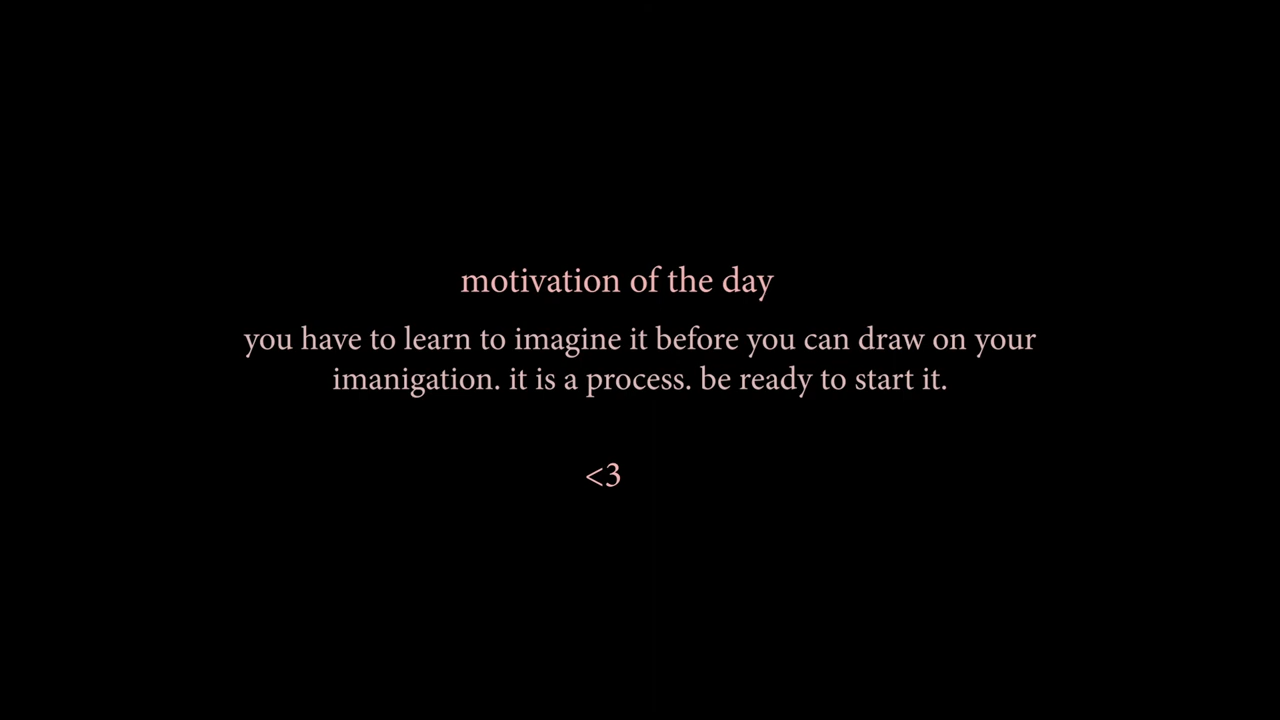 motivation of the day
you have to learn to imagine it before you can draw on your
imanigation. it is a process. be ready to start it.
<3